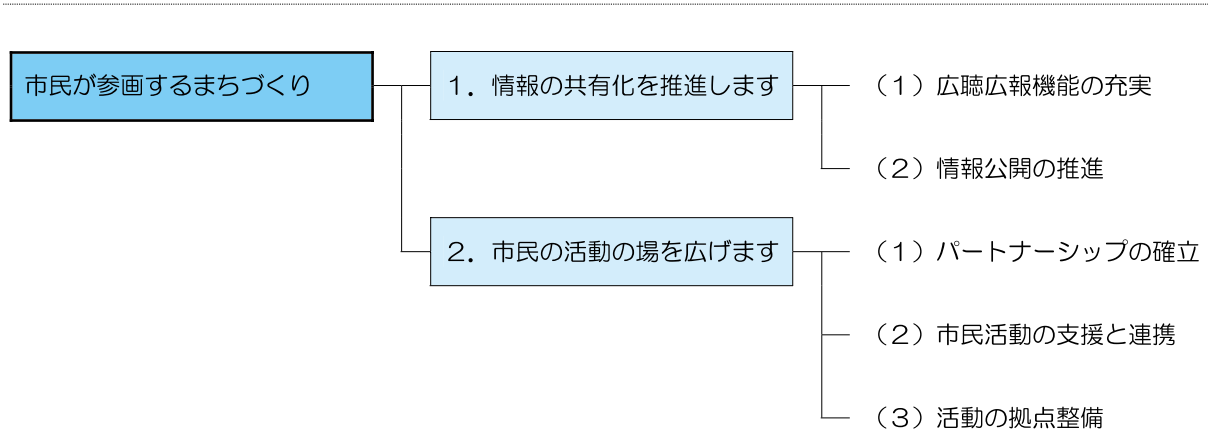 市民が参画するまちづくり
１．情報の共有化を推進します
（１）広聴広報機能の充実
（２）情報公開の推進
２．市民の活動の場を広げます
（１）パートナーシップの確立
（２）市民活動の支援と連携
（３）活動の拠点整備